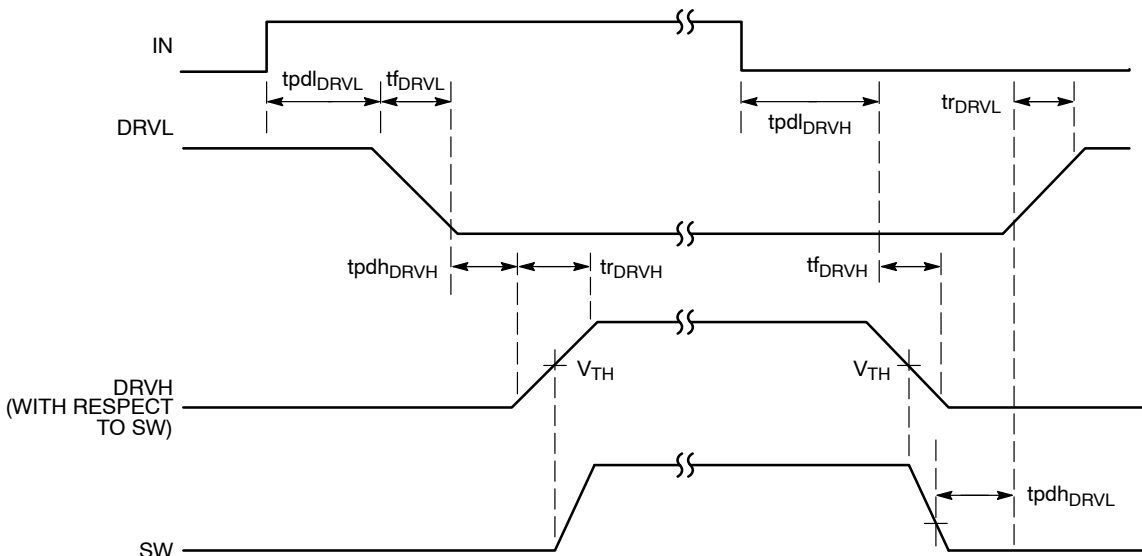 IN
tpdlDRVL
tfDRVL
tpdlDRVH
trDRVL
DRVL
tpdhDRVH
trDRVH
tfDRVH
VTH
VTH
DRVH
(WITH RESPECT
TO SW)
tpdhDRVL
SW